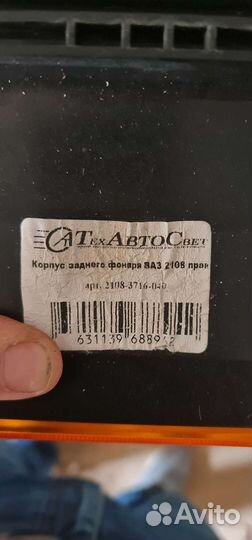 ТехАвтоСвет
Корпус заднего фонаря ВАЗ 2108 прав
арт. 2108-3716-040
631139 688912
Avito